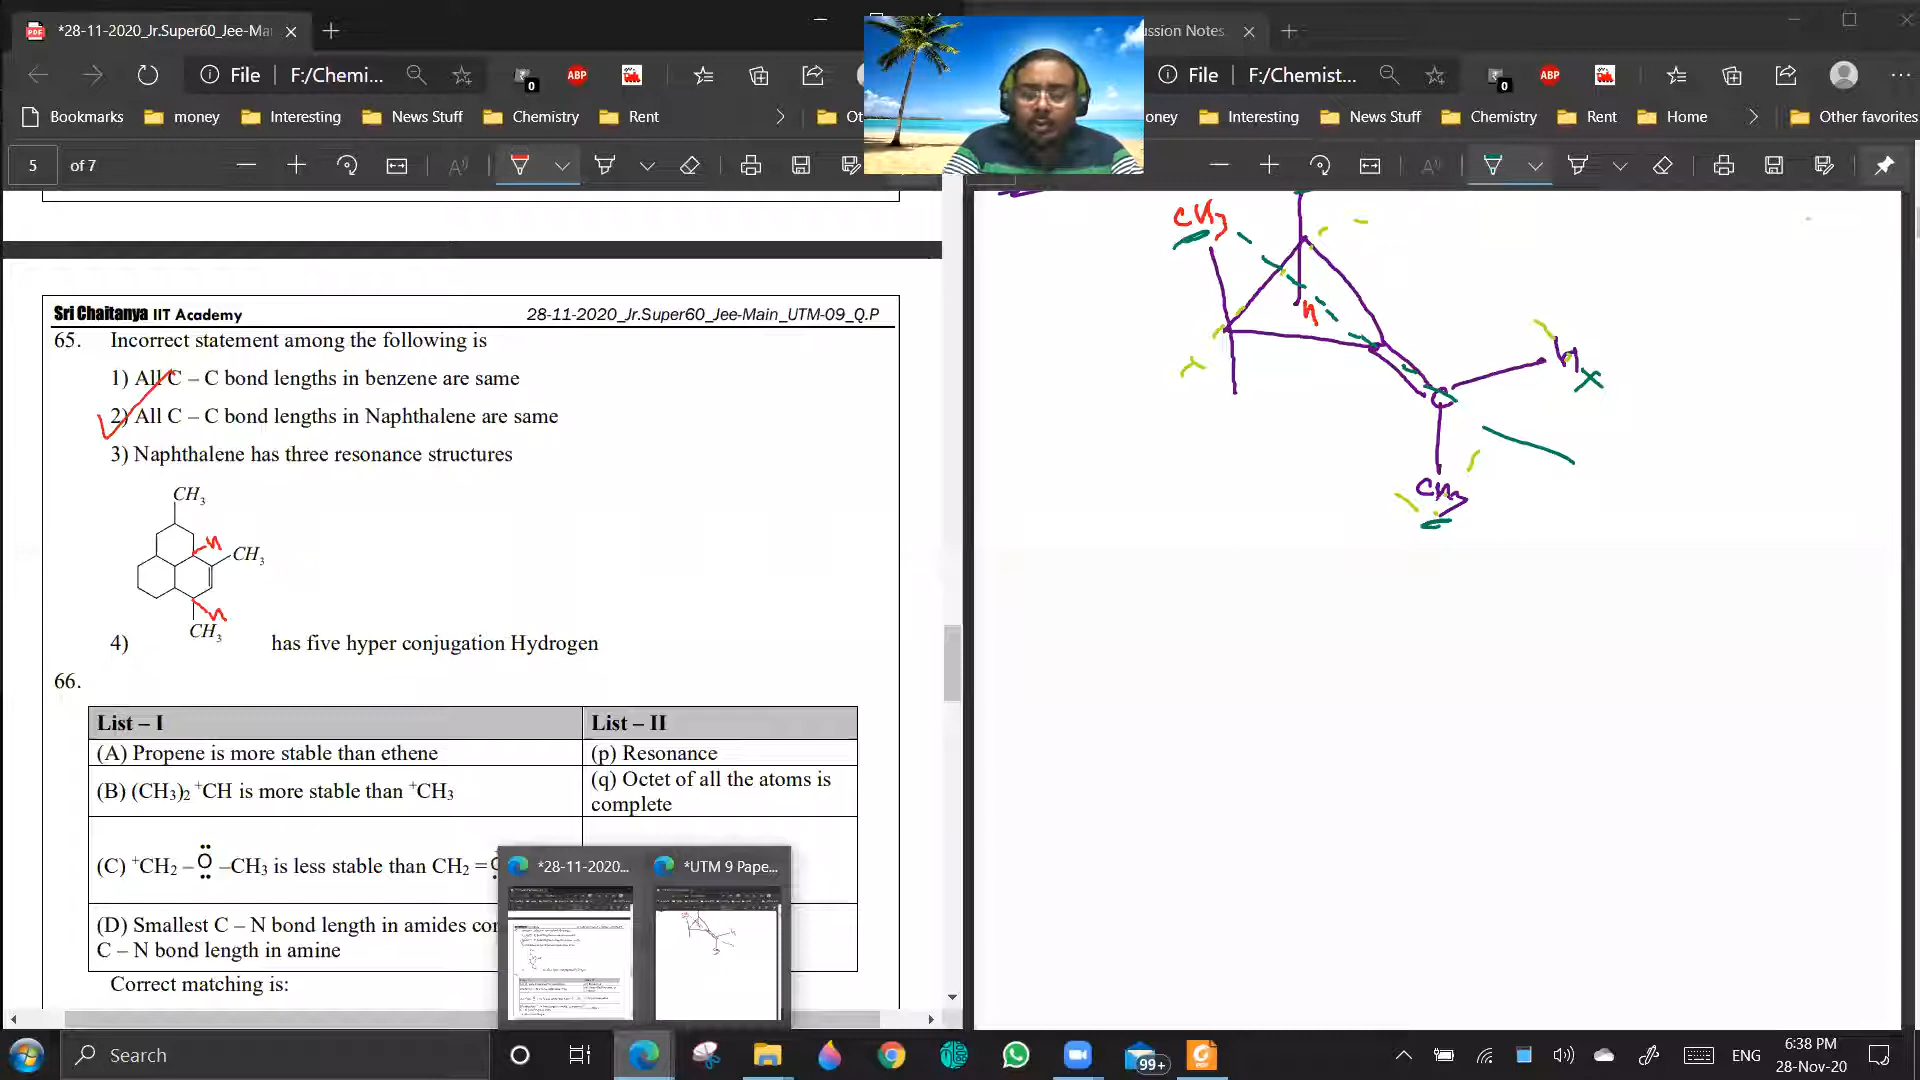 *28-11-2020_Jr.Super60_Jee-Mai
ussion Notes
File F:/Chemi...
0
ABP
File F:/Chemist...
0
ABP
Bookmarks money Interesting News Stuff Chemistry Rent
oney Interesting News Stuff Chemistry Rent Home Other favorites
5 of 7
Sri Chaitanya IIT Academy 28-11-2020_Jr.Super60_Jee-Main_UTM-09_Q.P
65. Incorrect statement among the following is
1) All C – C bond lengths in benzene are same
2) All C – C bond lengths in Naphthalene are same
3) Naphthalene has three resonance structures
CH3
H
CH3
H
CH3
4) has five hyper conjugation Hydrogen
66.
List – I List – II
(A) Propene is more stable than ethene (p) Resonance
(B) (CH3)2 +CH is more stable than +CH3 (q) Octet of all the atoms is complete
(C) +CH2 – O – CH3 is less stable than CH2 =
(D) Smallest C – N bond length in amides
C – N bond length in amine
Correct matching is:
CH3
H
H
CH3
*28-11-2020...
*UTM 9 Pape...
Search
99+
ENG
6:38 PM
28-Nov-20